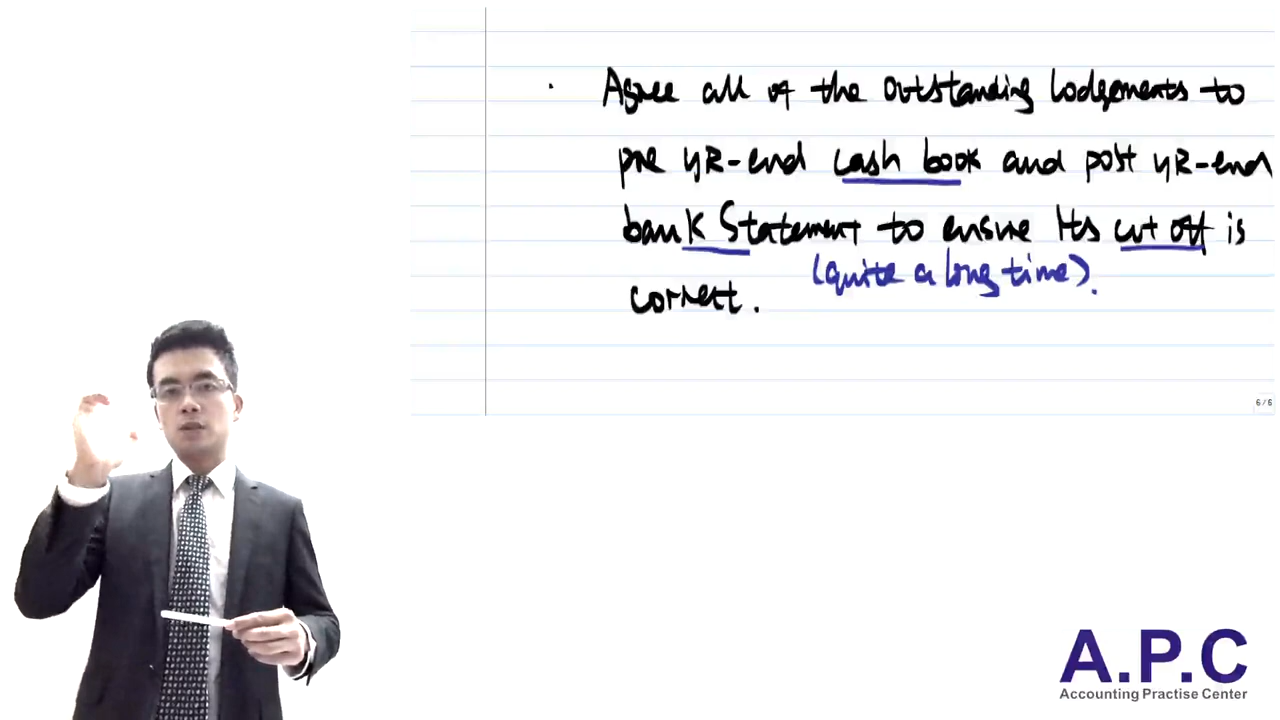 · Agree all of the outstanding lodgements to
pre yR-end cash book and post yR-end
bank Statement to ensure its cut off is
(quite a long time).
correct.
6/6
A.P.C
Accounting Practise Center